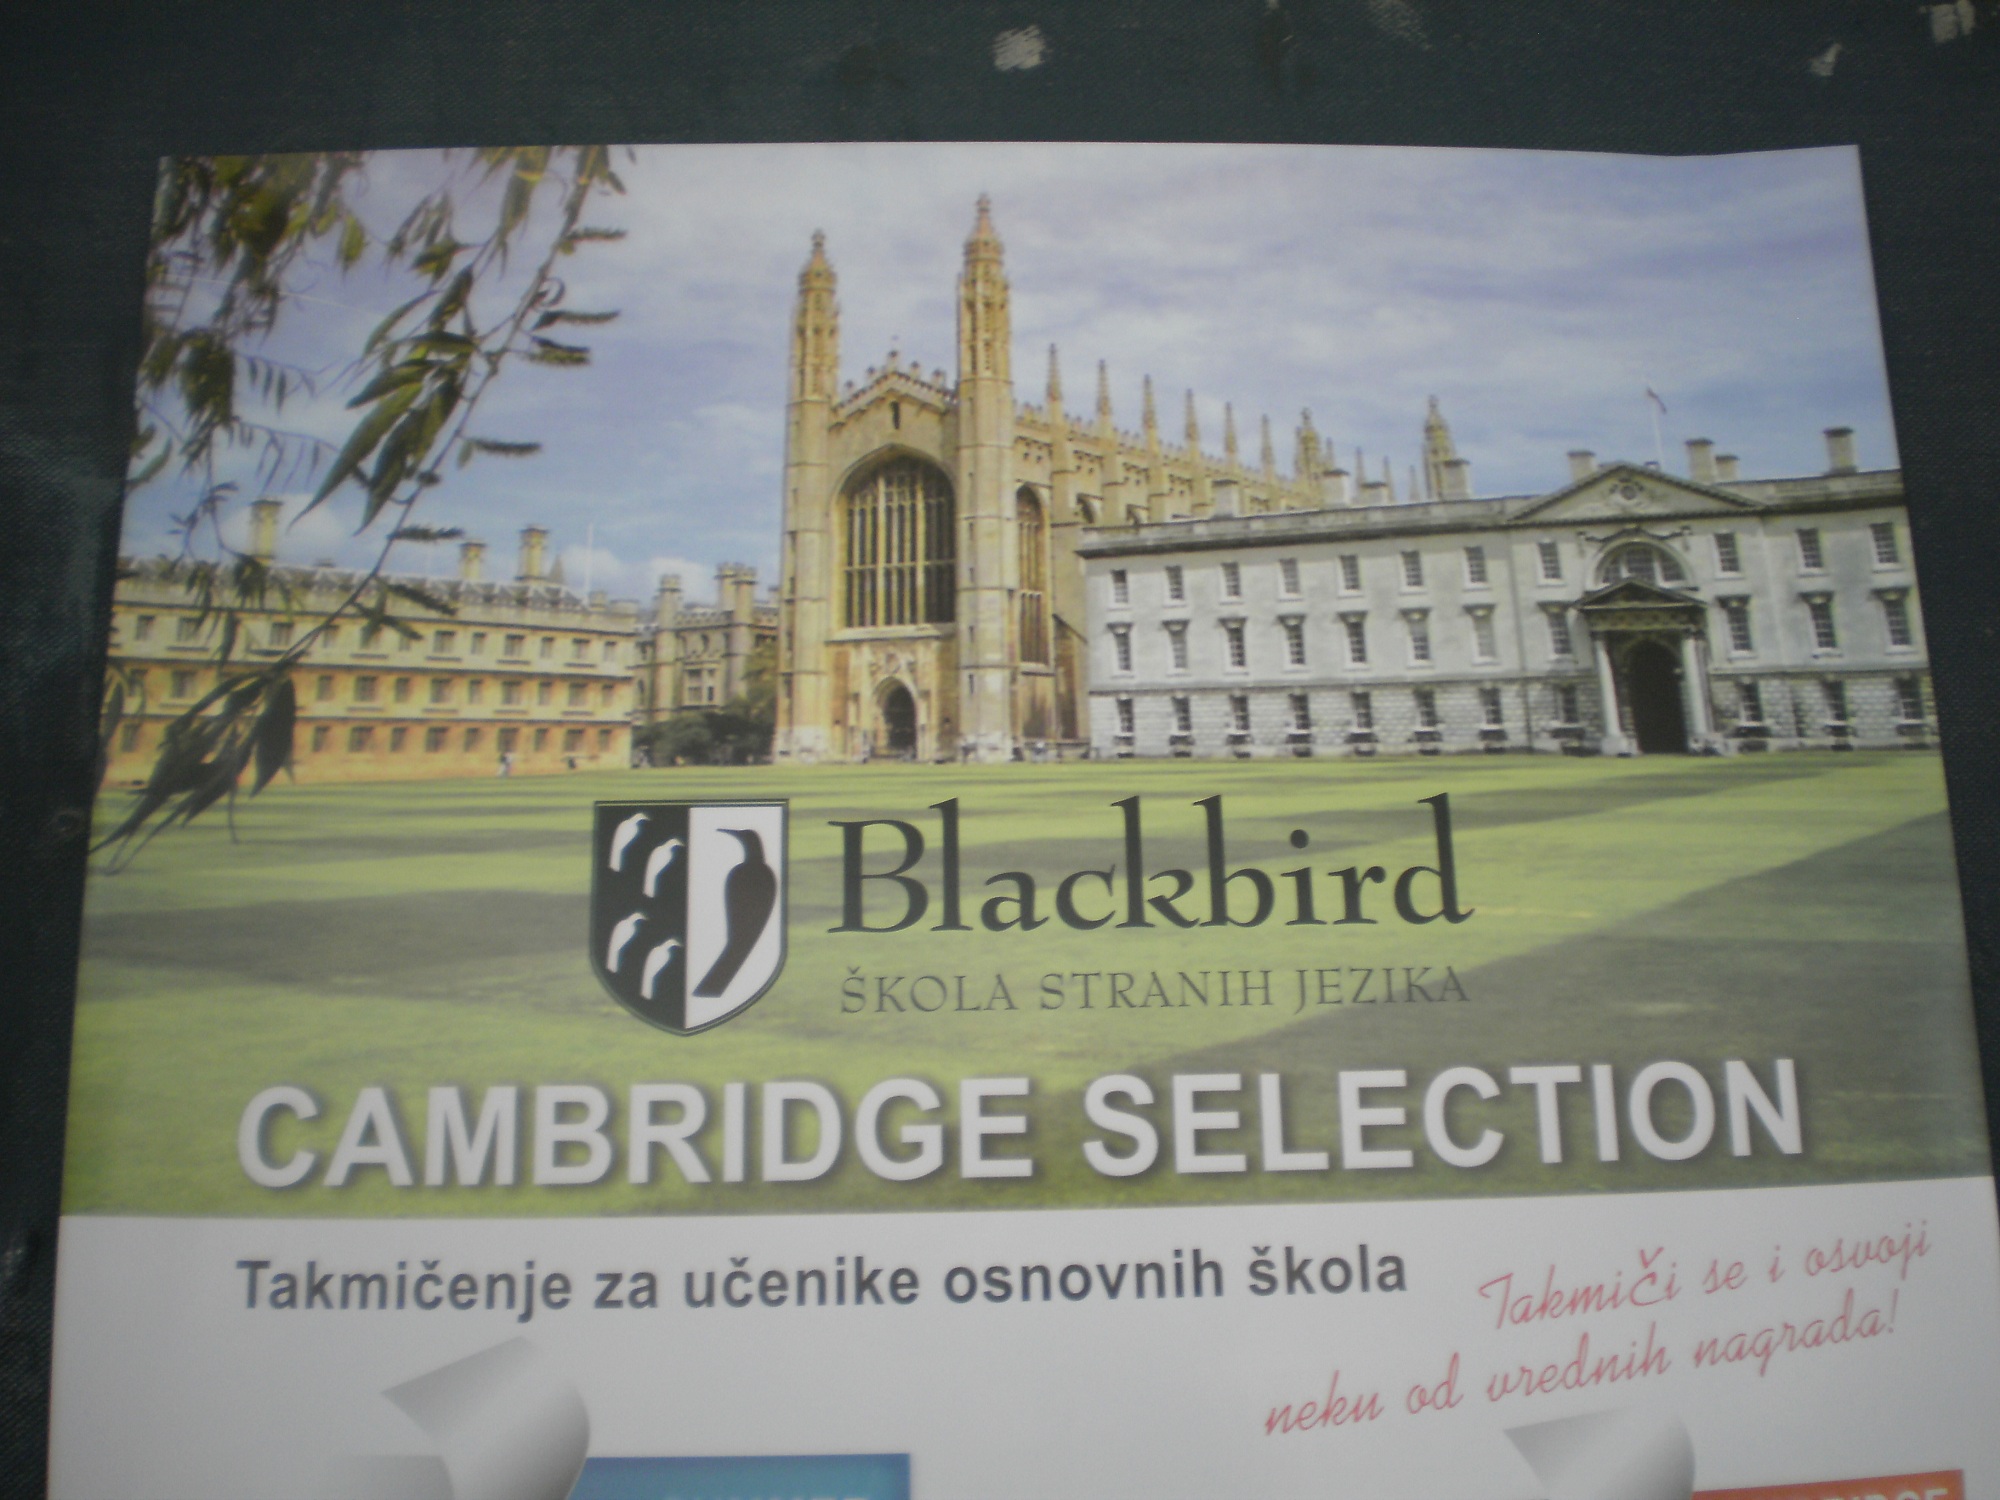 Blackbird
ŠKOLA STRANIH JEZIKA
CAMBRIDGE SELECTION
Takmičenje za učenike osnovnih škola
Takmiči se i osvoji
neku od vrednih nagrada!